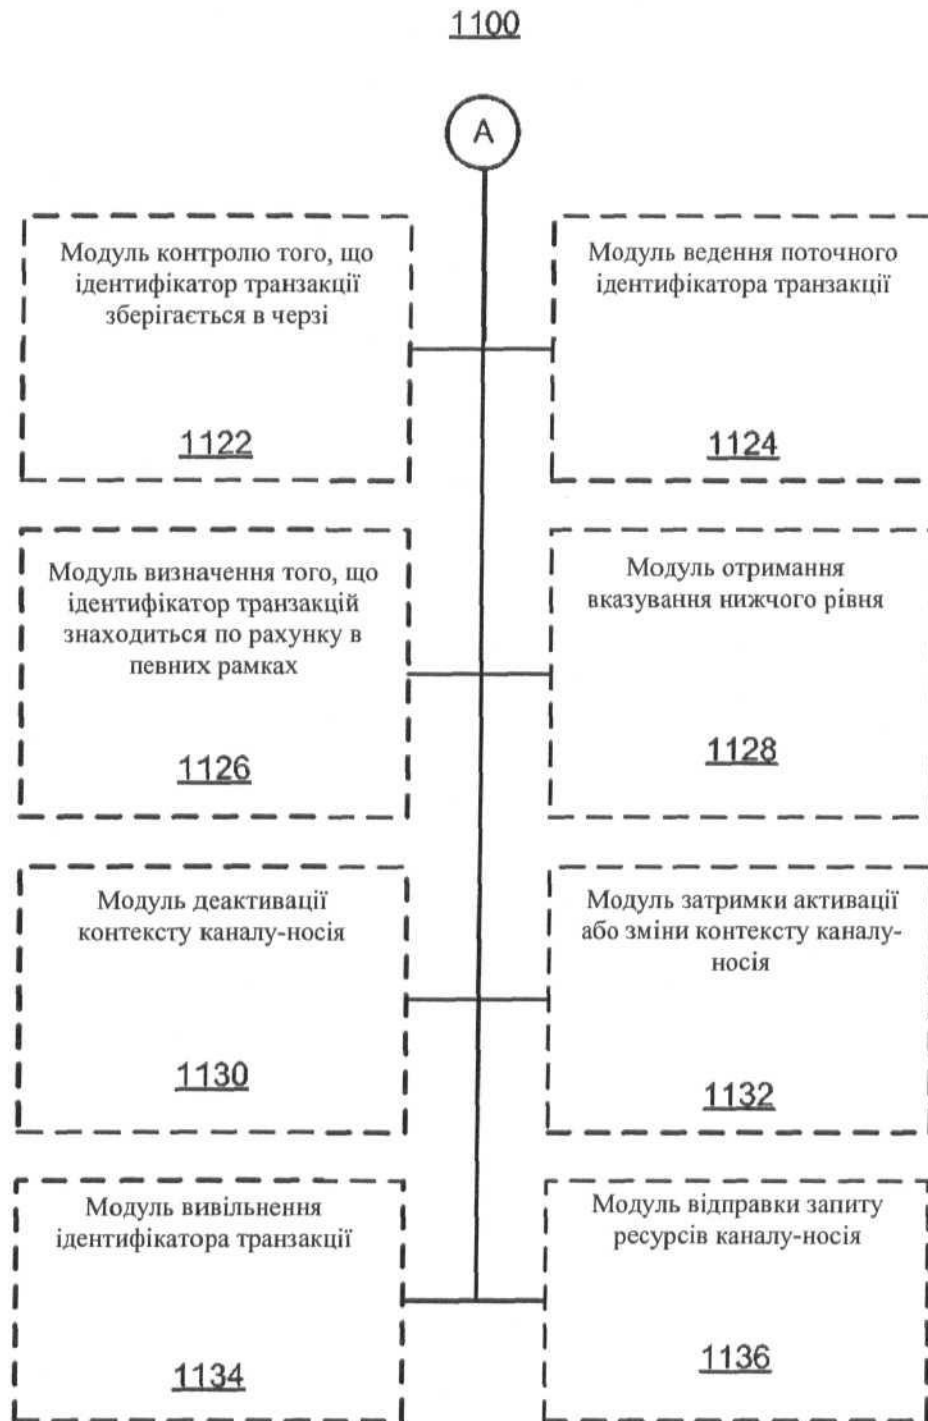 1100
A
Модуль контролю того, що
ідентифікатор транзакції
зберігається в черзі
1122
Модуль ведення поточного
ідентифікатора транзакції
1124
Модуль визначення того, що
ідентифікатор транзакцій
знаходиться по рахунку в
певних рамках
1126
Модуль отримання
вказування нижчого рівня
1128
Модуль деактивації
контексту каналу-носія
1130
Модуль затримки активації
або зміни контексту каналу-
носія
1132
Модуль вивільнення
ідентифікатора транзакції
1134
Модуль відправки запиту
ресурсів каналу-носія
1136